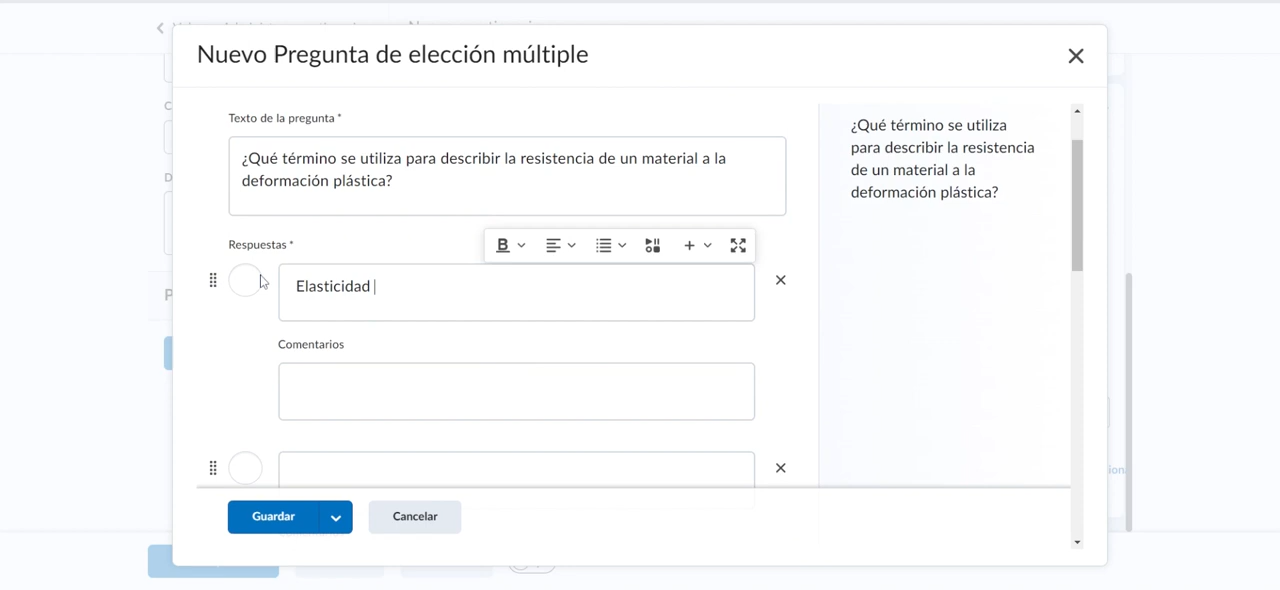 Nuevo Pregunta de elección múltiple
Texto de la pregunta *
¿Qué término se utiliza para describir la resistencia de un material a la
deformación plástica?
¿Qué término se utiliza
para describir la resistencia
de un material a la
deformación plástica?
Respuestas *
B
Elasticidad
Comentarios
Guardar
Cancelar